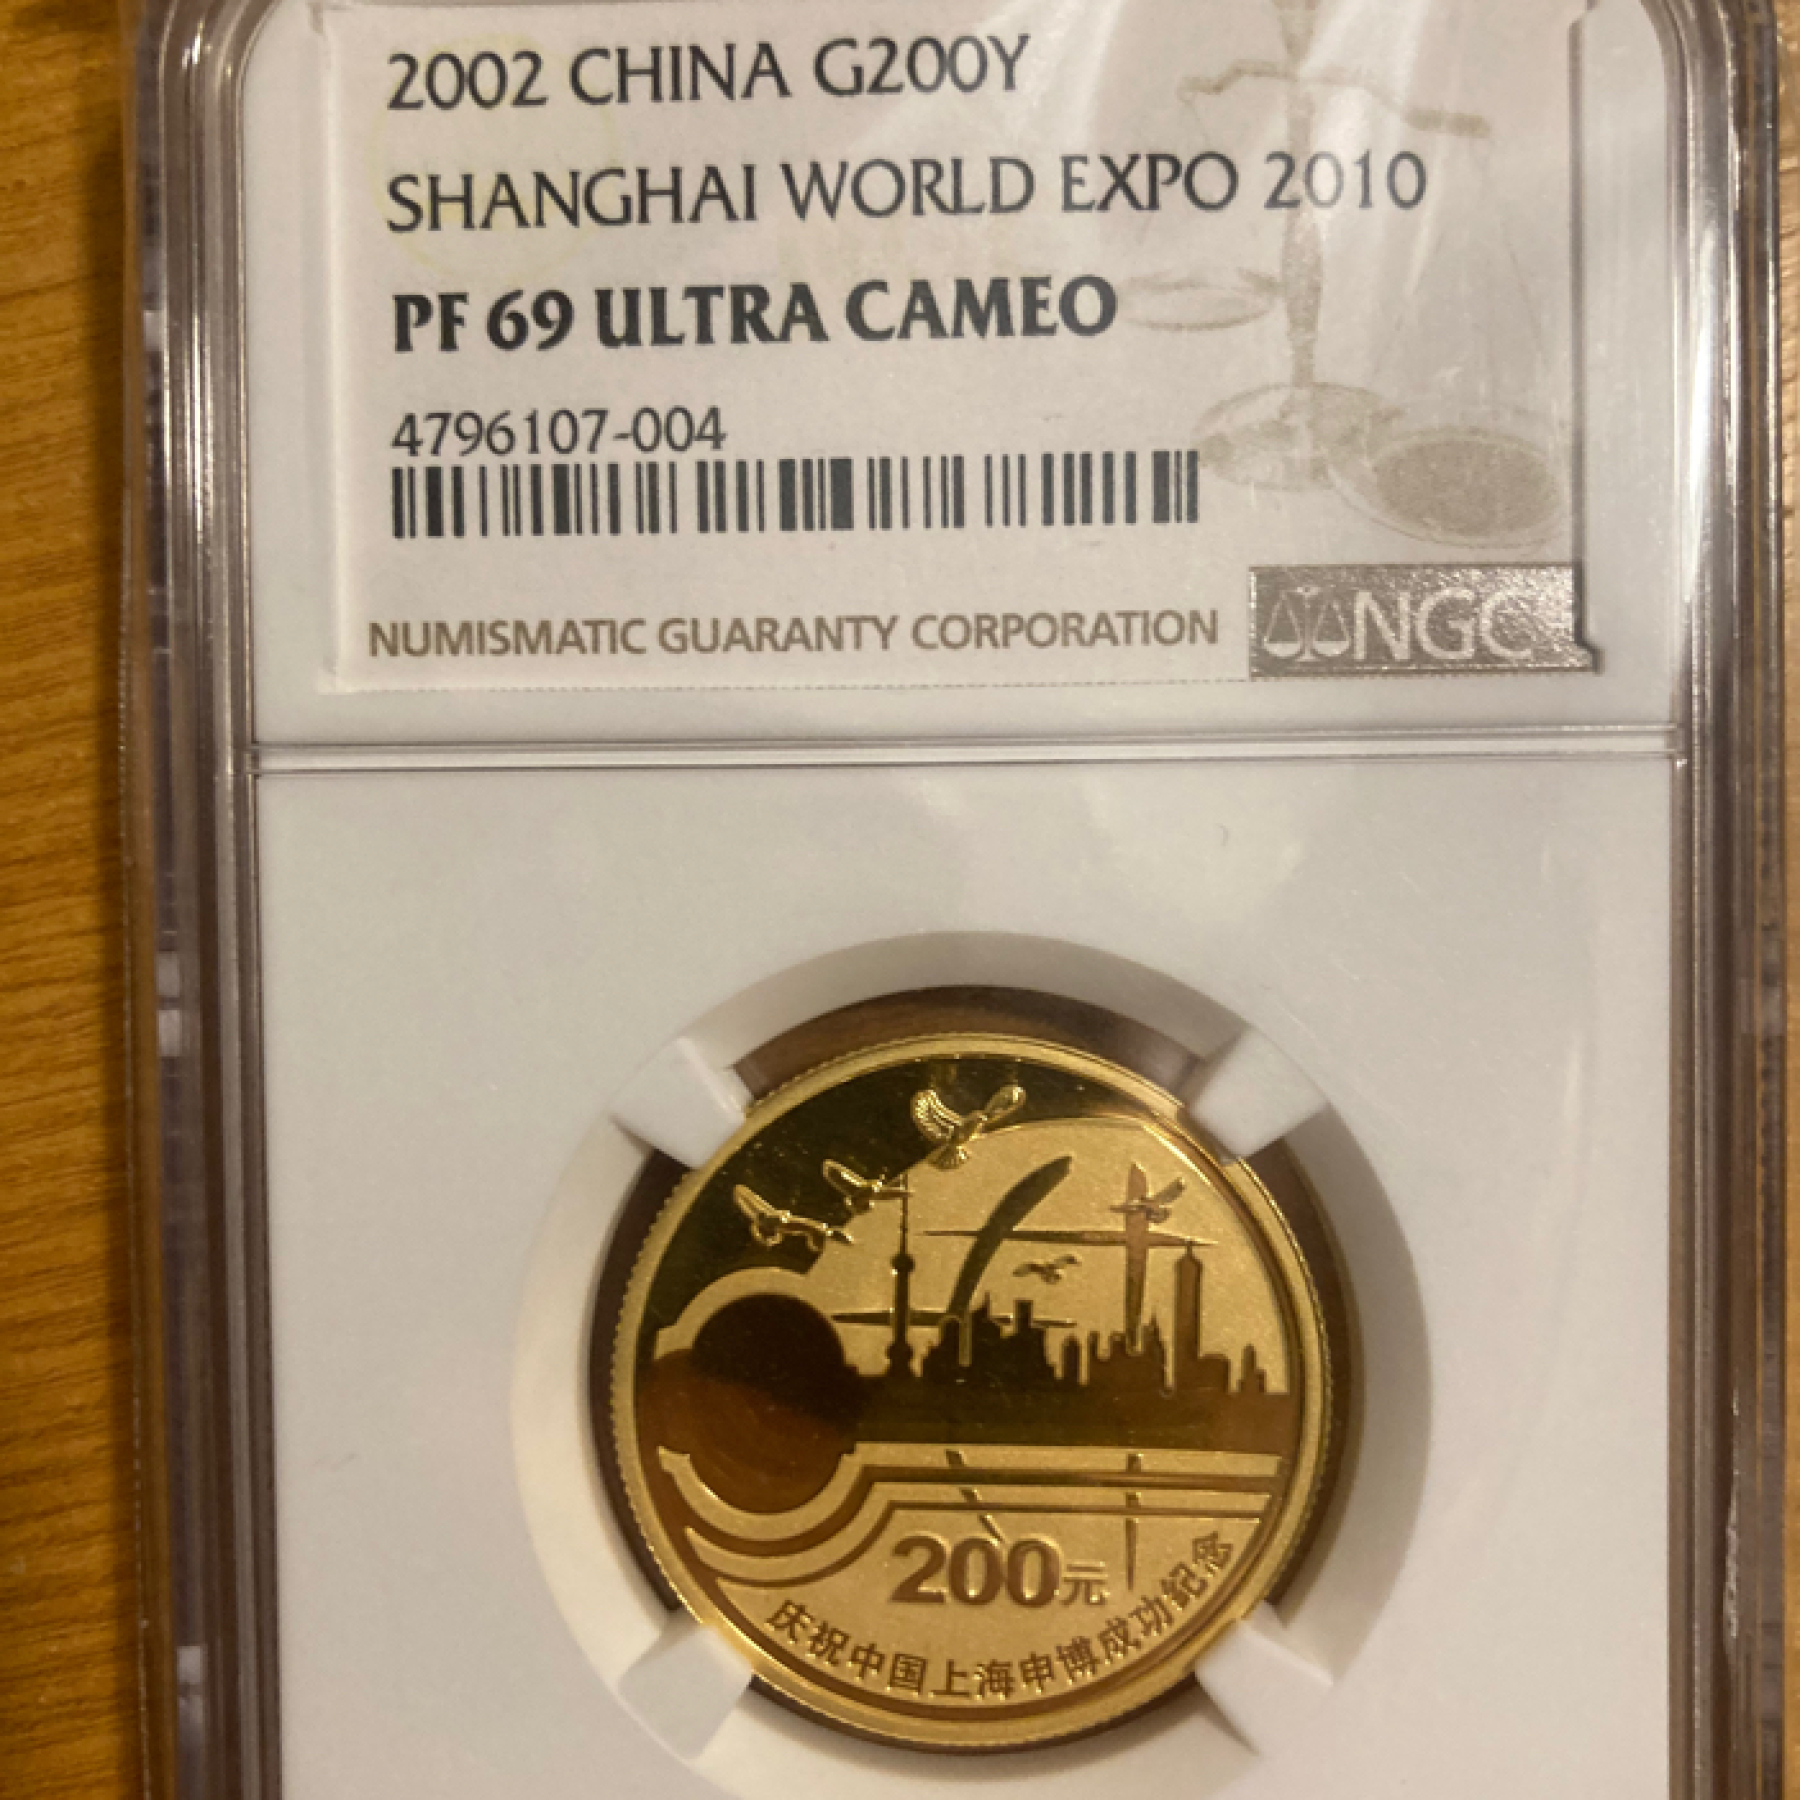 2002 CHINA G200Y
SHANGHAI WORLD EXPO 2010
PF 69 ULTRA CAMEO
4796107-004
NUMISMATIC GUARANTY CORPORATION
NGC
200元
庆祝中国上海申博成功纪念